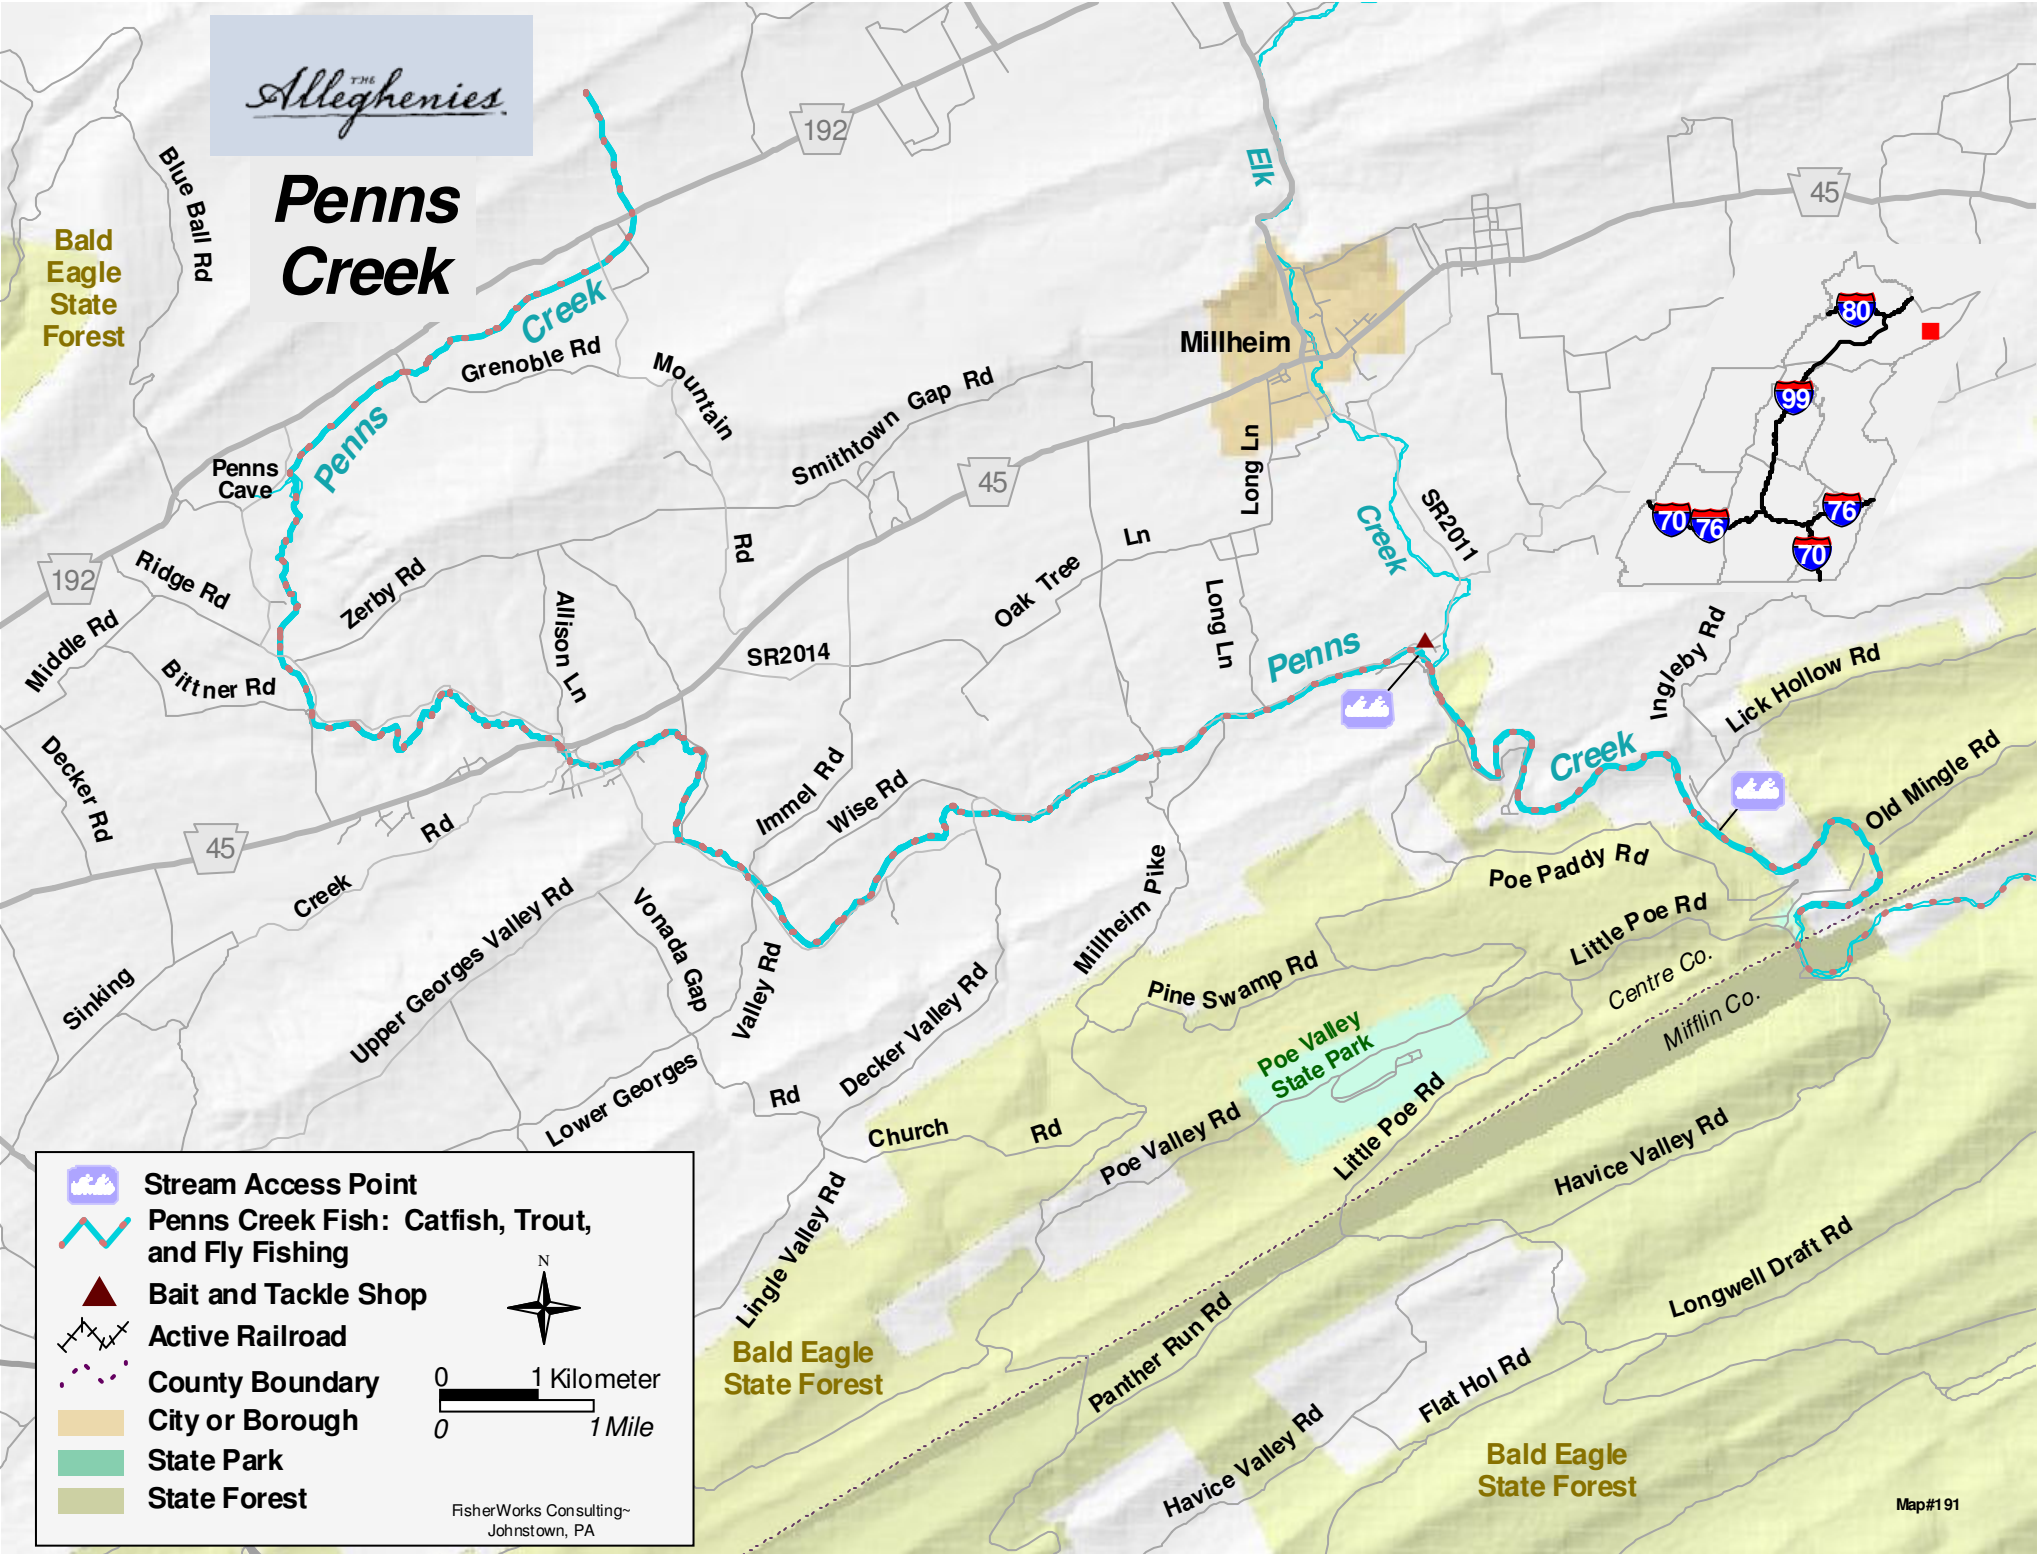 THE
Alleghenies
Penns
Creek
192
Elk
45
Blue Ball Rd
Bald
Eagle
State
Forest
Creek
Grenoble Rd
Mountain
Rd
Millheim
80
99
70
76
76
70
Penns
Penns
Cave
Smithtown Gap Rd
45
Long Ln
SR2011
Creek
192
Ridge Rd
Zerby Rd
Allison Ln
Oak Tree
Ln
Long Ln
Middle Rd
Bittner Rd
SR2014
Penns
Ingleby Rd
Lick Hollow Rd
Decker Rd
Immel Rd
Wise Rd
Creek
Old Mingle Rd
45
Rd
Creek
Sinking
Upper Georges Valley Rd
Vonada Gap
Valley Rd
Decker Valley Rd
Millheim Pike
Poe Paddy Rd
Little Poe Rd
Pine Swamp Rd
Centre Co.
Mifflin Co.
Poe Valley
State Park
Lower Georges
Rd
Church
Rd
Poe Valley Rd
Little Poe Rd
Havice Valley Rd
Lingle Valley Rd
Longwell Draft Rd
Panther Run Rd
Bald Eagle
State Forest
Flat Hol Rd
Havice Valley Rd
Bald Eagle
State Forest
Map#191
Stream Access Point
Penns Creek Fish: Catfish, Trout,
and Fly Fishing
Bait and Tackle Shop
Active Railroad
County Boundary
City or Borough
State Park
State Forest
N
0 1 Kilometer
0 1 Mile
FisherWorks Consulting~
Johnstown, PA